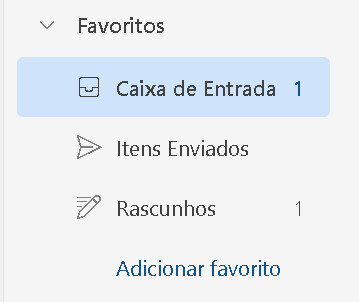 Favoritos
Caixa de Entrada 1
Itens Enviados
Rascunhos 1
Adicionar favorito